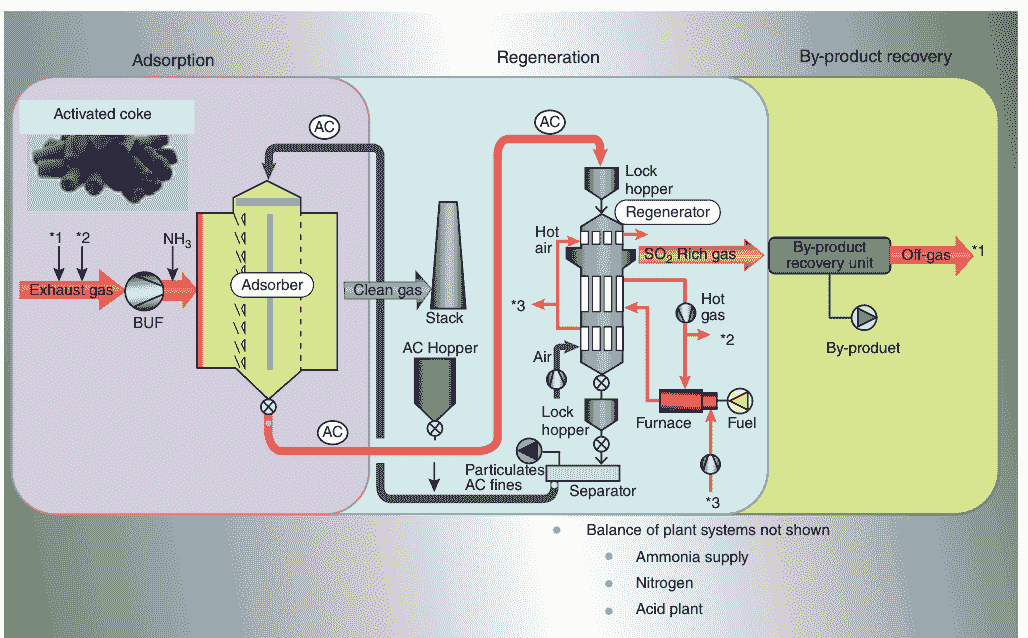 Adsorption
Regeneration
By-product recovery
Activated coke
AC
AC
Lock
hopper
Regenerator
*1
*2
NH3
Hot
air
SO2 Rich gas
By-product
recovery unit
Off-gas
*1
Exhaust gas
Adsorber
Clean gas
BUF
Stack
*3
Hot
gas
*2
By-produet
AC Hopper
Air
Lock
hopper
Furnace
Fuel
AC
Particulates
AC fines
Separator
*3
Balance of plant systems not shown
Ammonia supply
Nitrogen
Acid plant